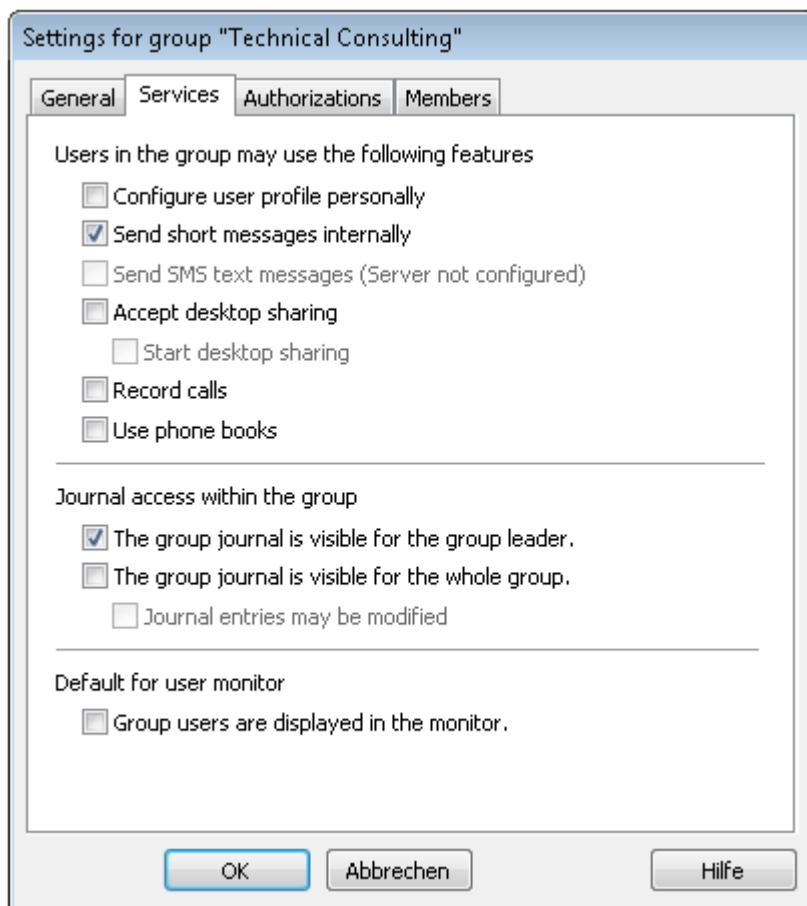 Settings for group "Technical Consulting"
General Services Authorizations Members
Users in the group may use the following features
Configure user profile personally
Send short messages internally
Send SMS text messages (Server not configured)
Accept desktop sharing
Start desktop sharing
Record calls
Use phone books
Journal access within the group
The group journal is visible for the group leader.
The group journal is visible for the whole group.
Journal entries may be modified
Default for user monitor
Group users are displayed in the monitor.
OK Abbrechen Hilfe